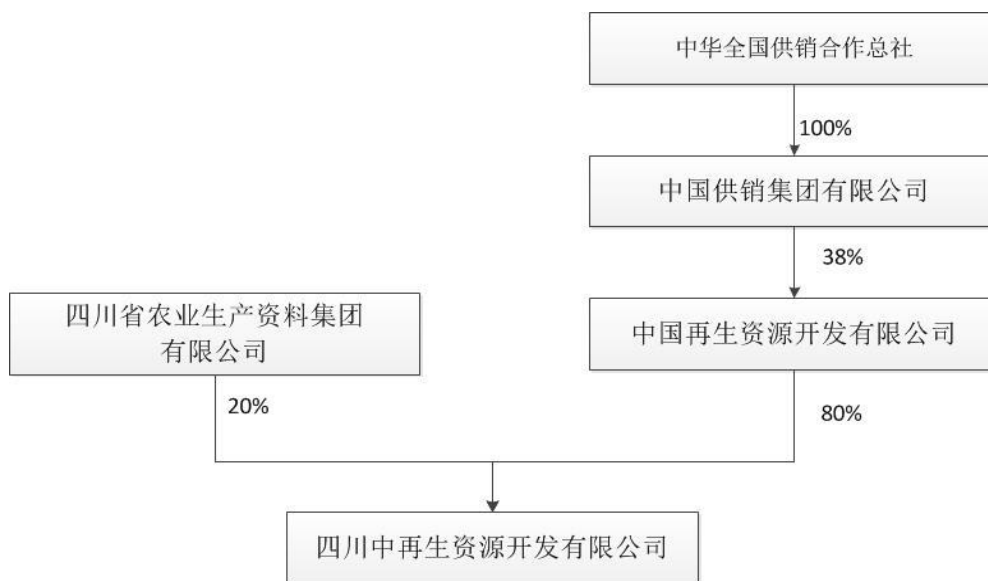 中华全国供销合作总社
100%
中国供销集团有限公司
38%
四川省农业生产资料集团
有限公司
中国再生资源开发有限公司
20%
80%
四川中再生资源开发有限公司